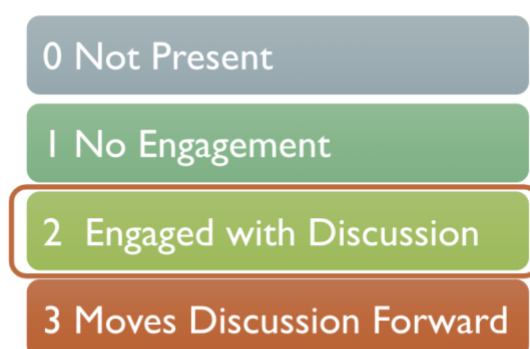 0 Not Present
1 No Engagement
2 Engaged with Discussion
3 Moves Discussion Forward